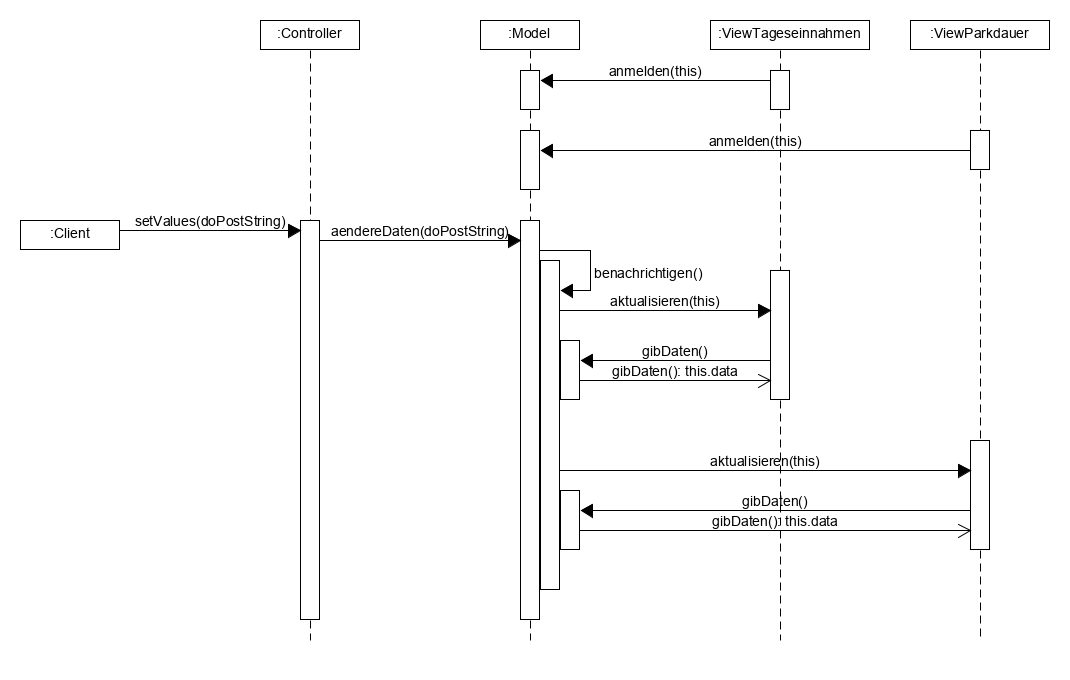 :Controller
:Model
:ViewTageseinnahmen
:ViewParkdauer
anmelden(this)
anmelden(this)
:Client
setValues(doPostString)
aendereDaten(doPostString)
benachrichtigen()
aktualisieren(this)
gibDaten()
gibDaten(): this.data
aktualisieren(this)
gibDaten()
gibDaten(): this.data